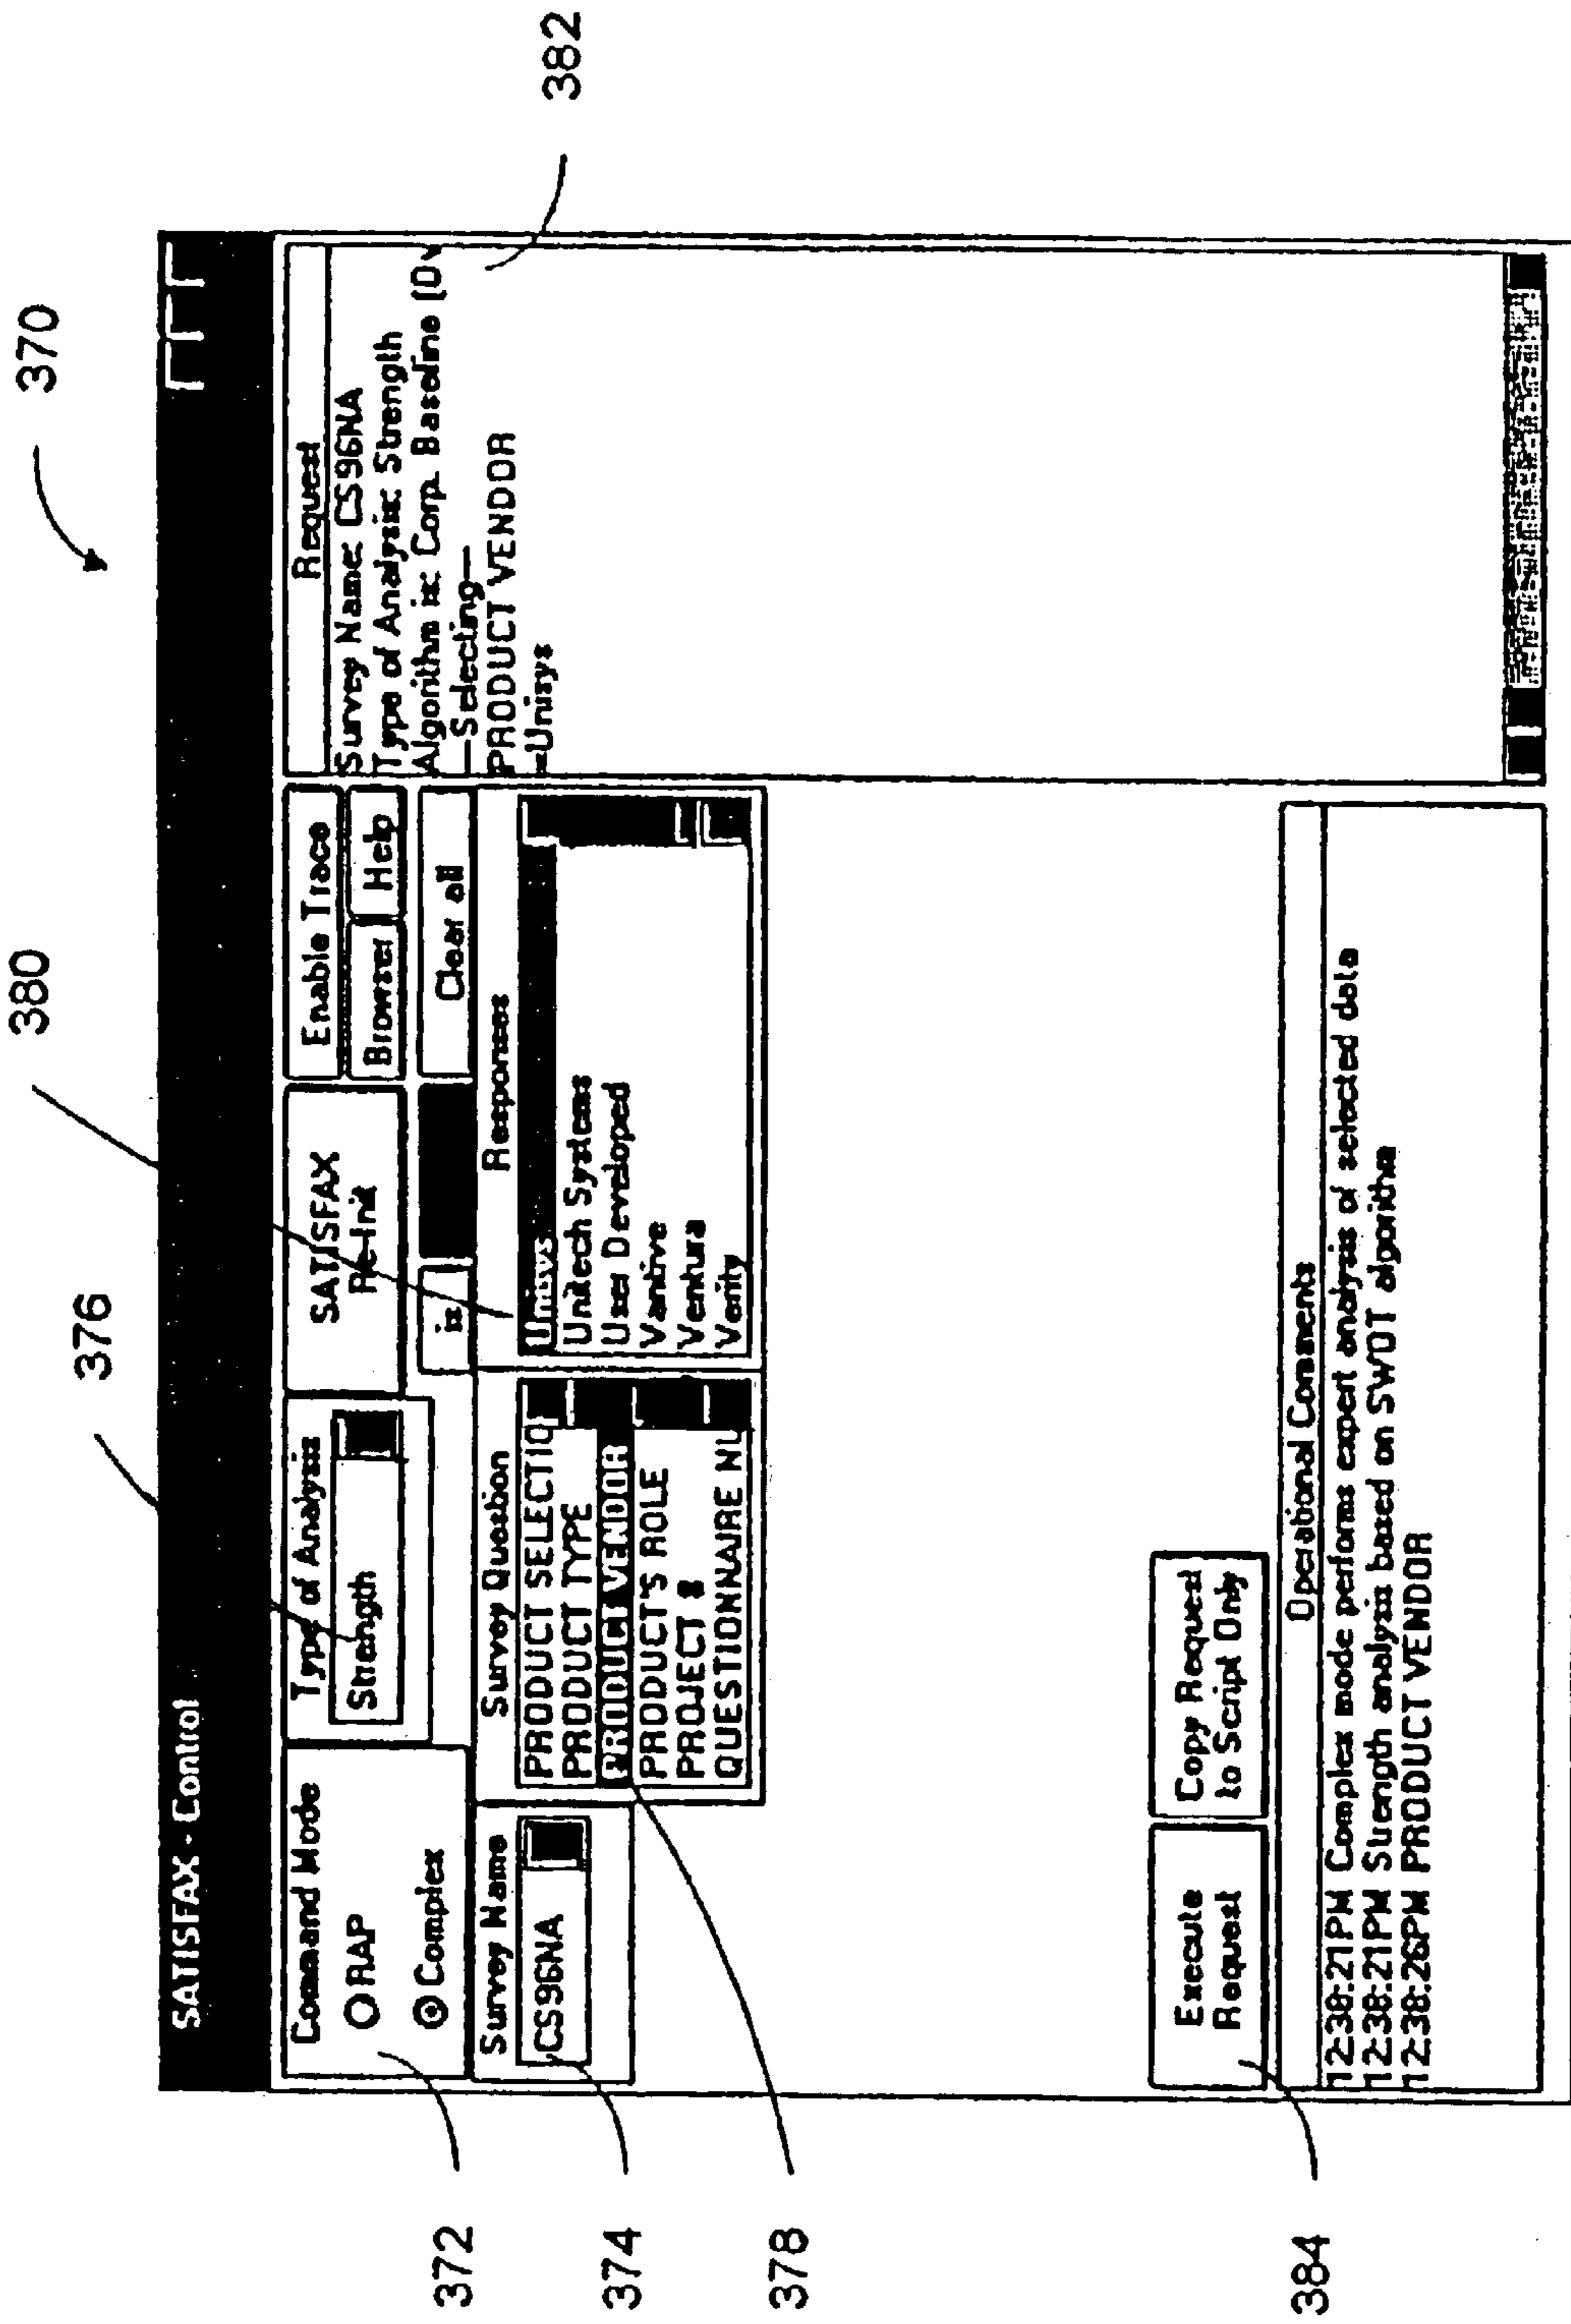 370
376
380
SATISFAX - Control
Command Mode
RAP
Complex
Type of Analysis
Strength
SATISFAX
Re-Init
Enable Trace
Browser
Help
Survey Name
CS96NA
is
Clear all
Survey Question
PRODUCT SELECTIO
PRODUCT TYPE
PRODUCT VENDOR
PRODUCT'S ROLE
PROJECT #
QUESTIONNAIRE NU
Responses
Unisys
Unitech Systems
User Developed
Vantive
Ventura
Verity
Request
Survey Name: CS96NA
Type of Analysis: Strength
Algorithm is: Corp. Baseline (Ov
---Selecting---
PRODUCT VENDOR
=Unisys
382
Execute
Request
Copy Request
to Script Only
Operational Comments
12:38:21PM Complex mode performs expert analysis of selected data
12:38:21PM Strength analysis based on SWOT algorithm
12:38:26PM PRODUCT VENDOR
372
374
378
384